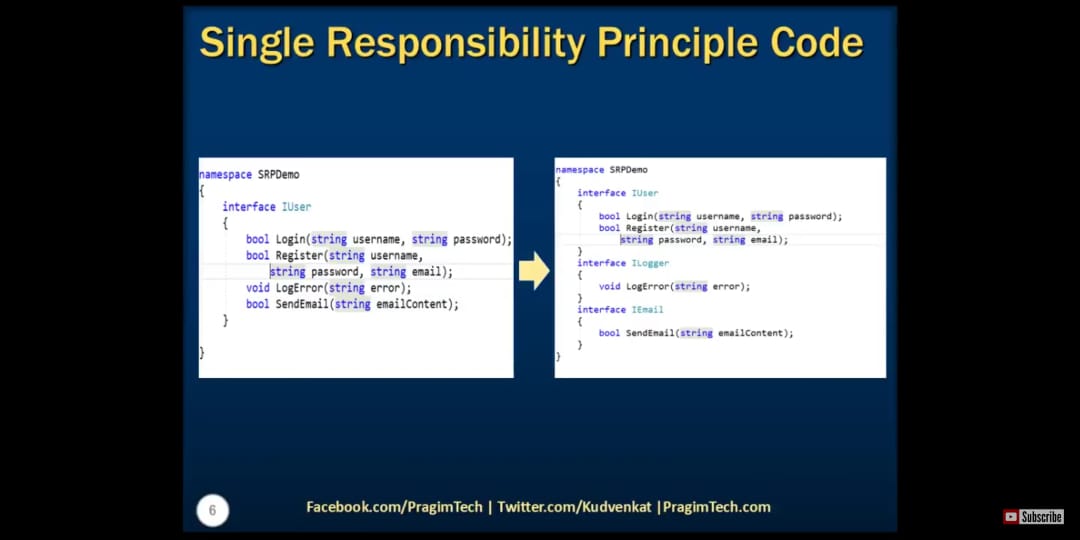 Single Responsibility Principle Code
namespace SRPDemo
{
interface IUser
{
bool Login(string username, string password);
bool Register(string username,
string password, string email);
void LogError(string error);
bool SendEmail(string emailContent);
}
}
namespace SRPDemo
{
interface IUser
{
bool Login(string username, string password);
bool Register(string username,
string password, string email);
}
interface ILogger
{
void LogError(string error);
}
interface IEmail
{
bool SendEmail(string emailContent);
}
}
6
Facebook.com/PragimTech | Twitter.com/Kudvenkat |PragimTech.com
Subscribe